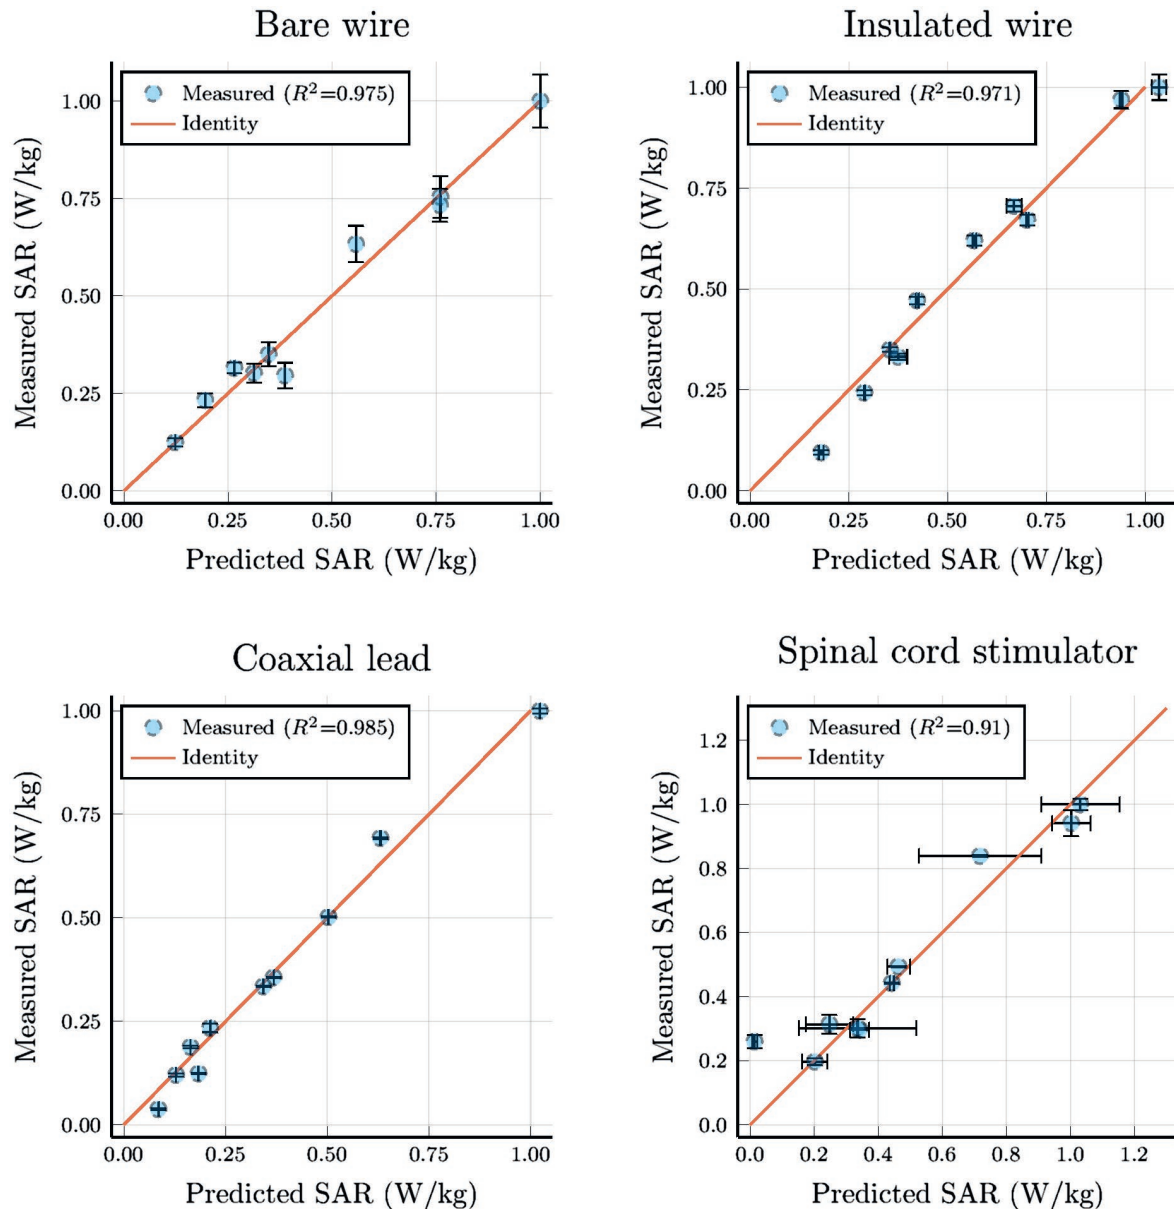 Bare wire
Measured (R²=0.975)
Identity
1.00
0.75
0.50
0.25
0.00
Measured SAR (W/kg)
0.00 0.25 0.50 0.75 1.00
Predicted SAR (W/kg)
Insulated wire
Measured (R²=0.971)
Identity
1.00
0.75
0.50
0.25
0.00
Measured SAR (W/kg)
0.00 0.25 0.50 0.75 1.00
Predicted SAR (W/kg)
Coaxial lead
Measured (R²=0.985)
Identity
1.00
0.75
0.50
0.25
0.00
Measured SAR (W/kg)
0.00 0.25 0.50 0.75 1.00
Predicted SAR (W/kg)
Spinal cord stimulator
Measured (R²=0.91)
Identity
1.2
1.0
0.8
0.6
0.4
0.2
0.0
Measured SAR (W/kg)
0.0 0.2 0.4 0.6 0.8 1.0 1.2
Predicted SAR (W/kg)